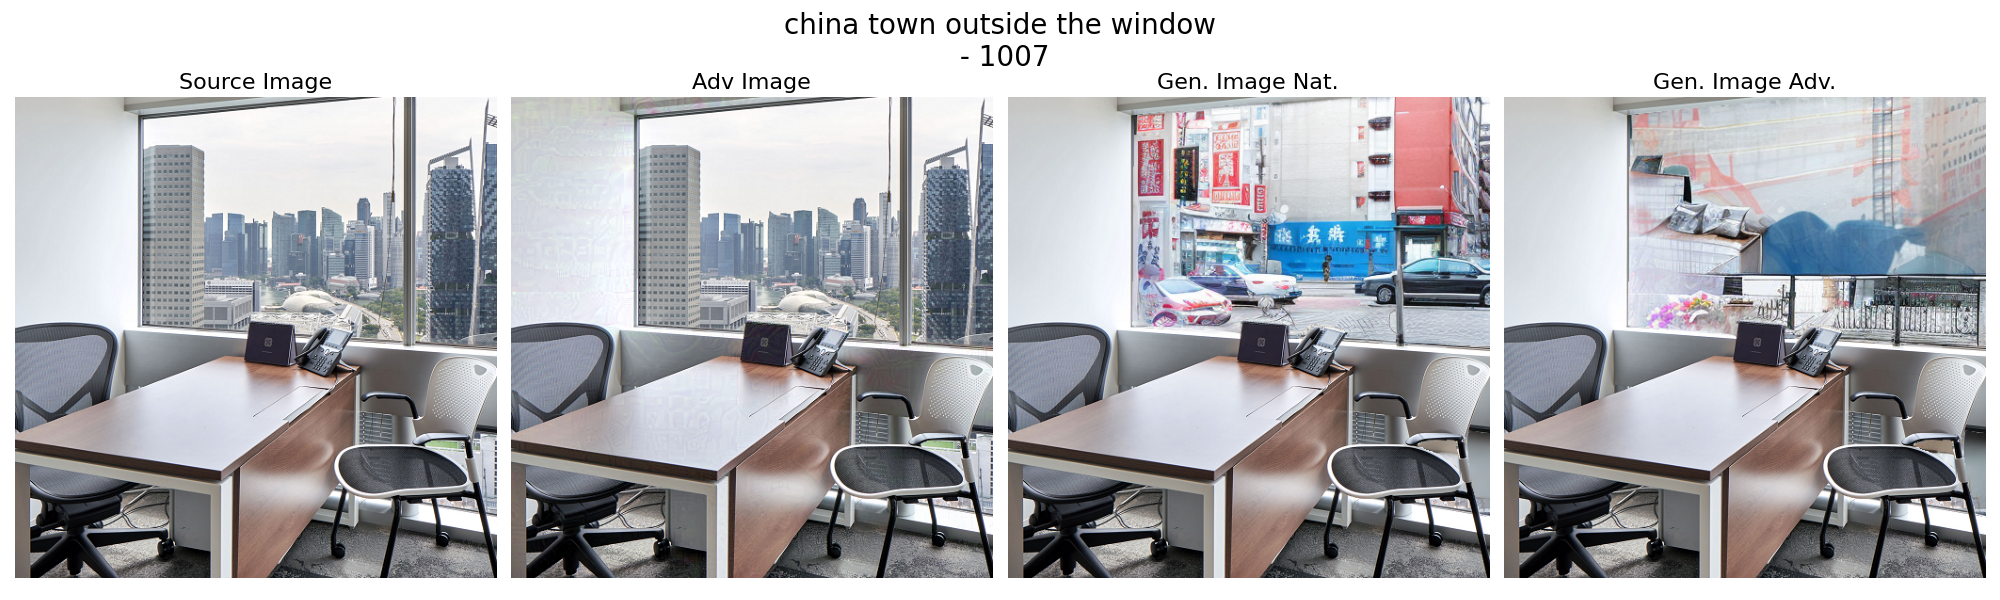 china town outside the window
- 1007
Source Image
Adv Image
Gen. Image Nat.
Gen. Image Adv.